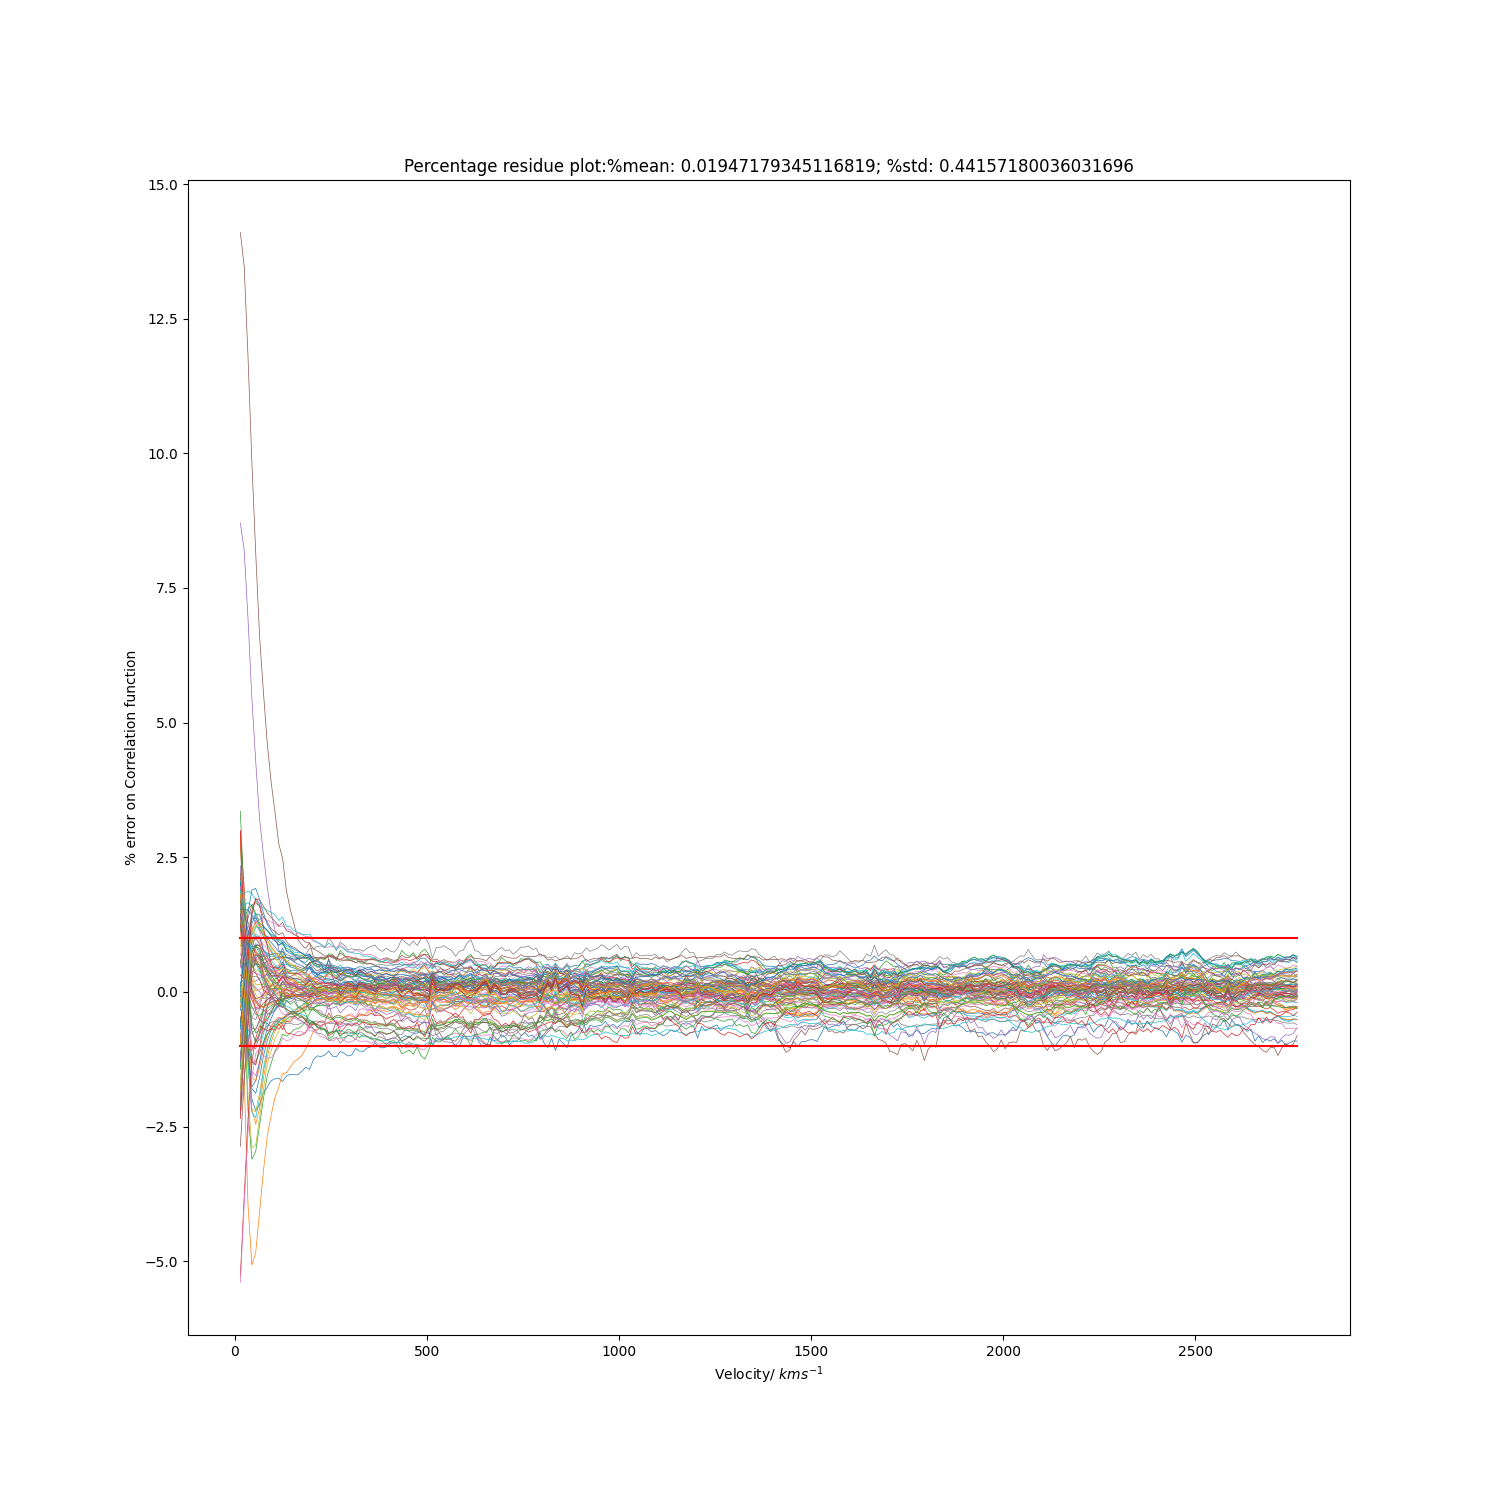 Percentage residue plot:%mean: 0.01947179345116819; %std: 0.44157180036031696
15.0
12.5
10.0
7.5
5.0
2.5
0.0
−2.5
−5.0
% error on Correlation function
0 500 1000 1500 2000 2500
Velocity/ kms⁻¹